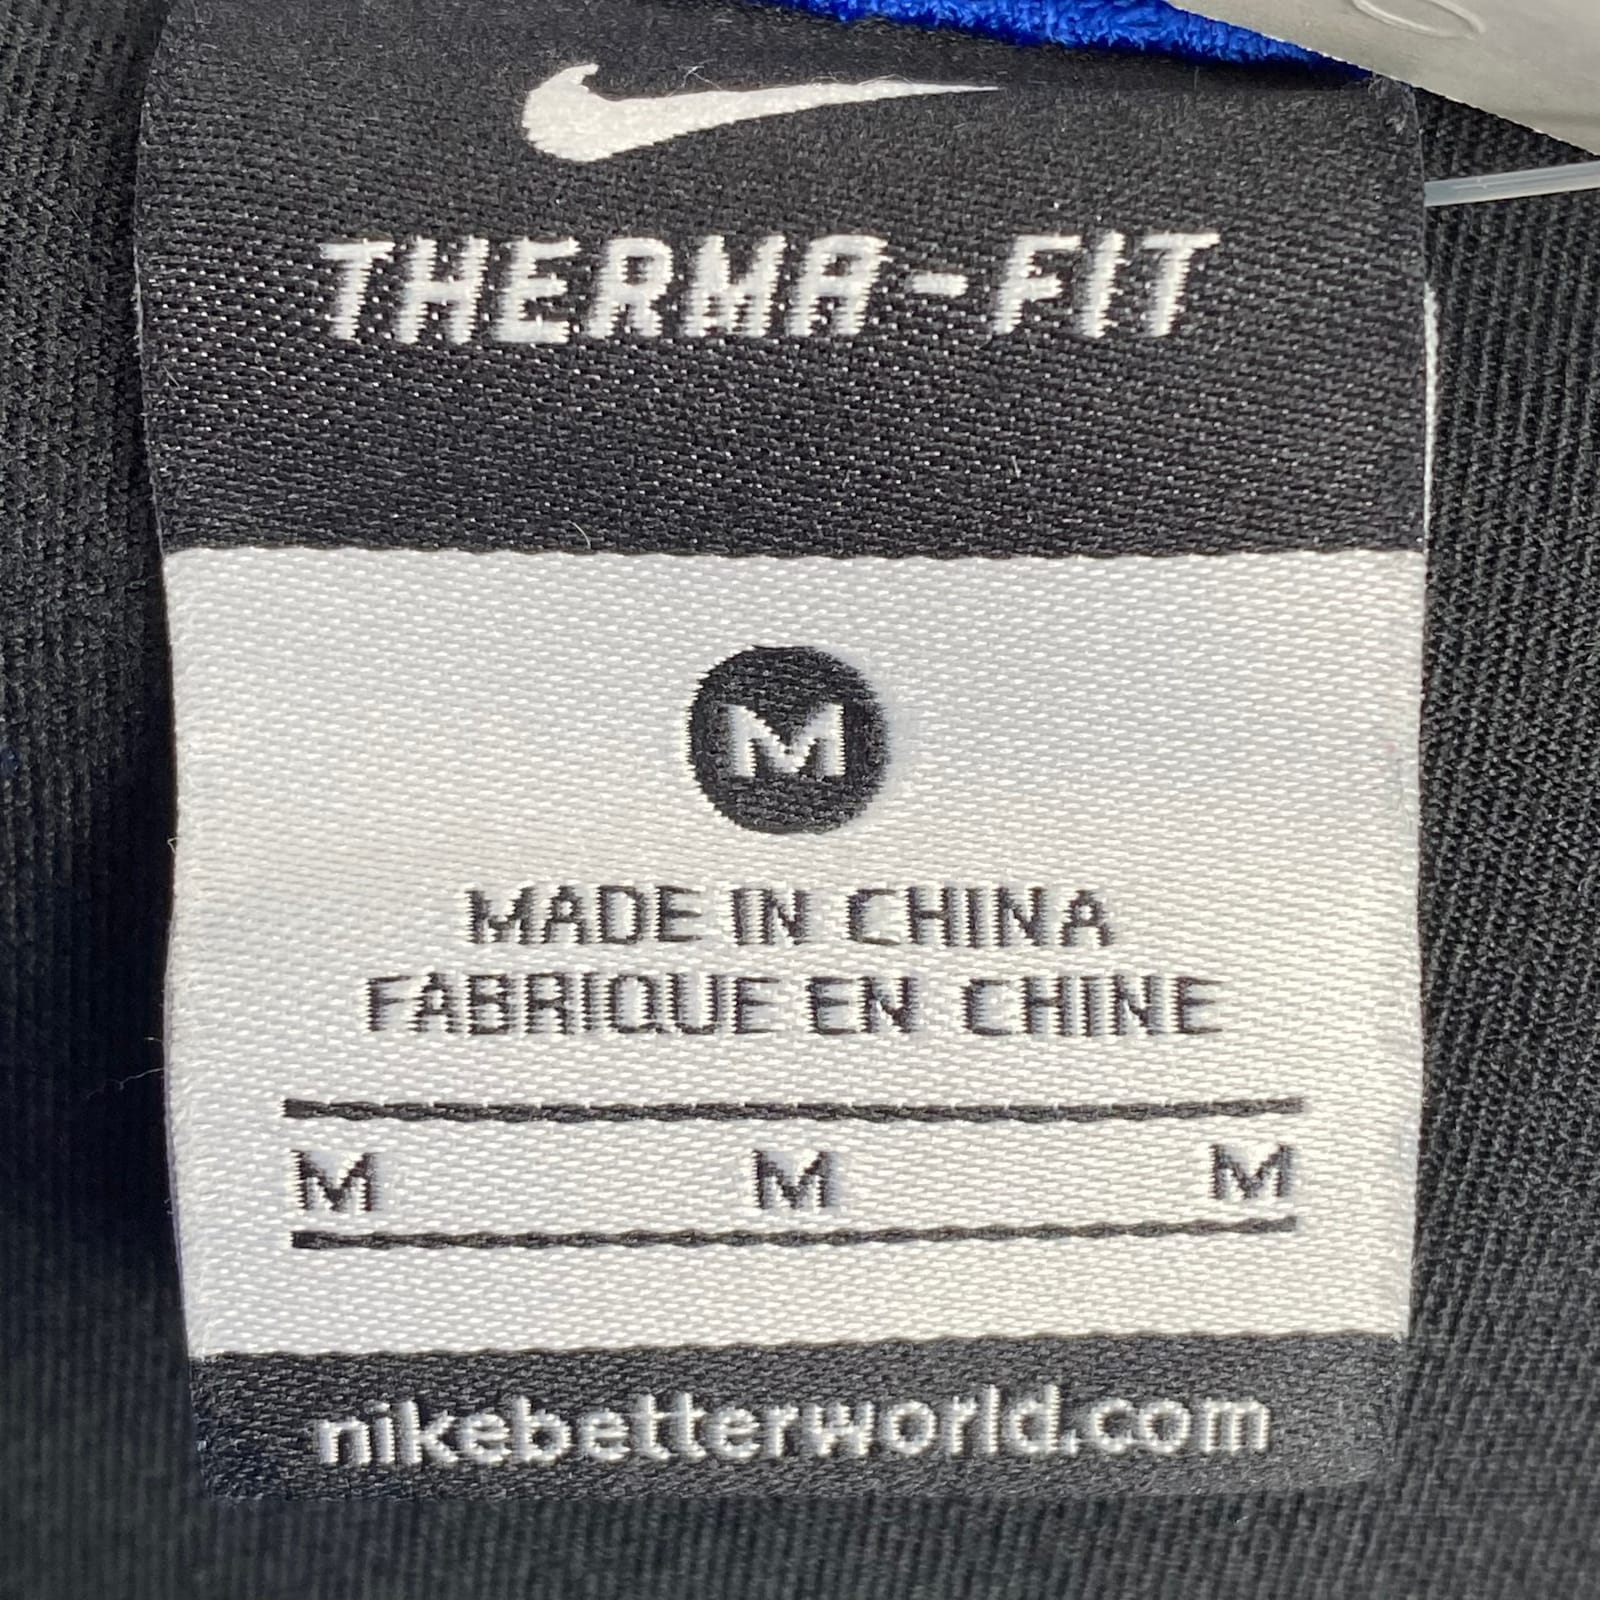 THERMA-FIT
M
MADE IN CHINA
FABRIQUE EN CHINE
M M M
nikebetterworld.com